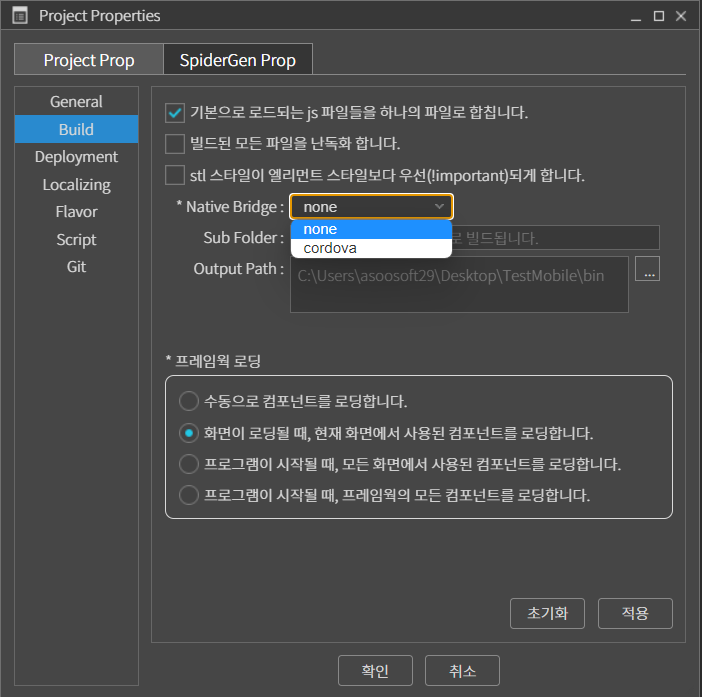 Project Properties
Project Prop
SpiderGen Prop
General
Build
Deployment
Localizing
Flavor
Script
Git
기본으로 로드되는 js 파일들을 하나의 파일로 합칩니다.
빌드된 모든 파일을 난독화 합니다.
stl 스타일이 엘리먼트 스타일보다 우선(!important)되게 합니다.
* Native Bridge : none
none
cordova
Sub Folder : 로 빌드됩니다.
Output Path : C:\Users\asoosoft29\Desktop\TestMobile\bin ...
* 프레임웍 로딩
수동으로 컴포넌트를 로딩합니다.
화면이 로딩될 때, 현재 화면에서 사용된 컴포넌트를 로딩합니다.
프로그램이 시작될 때, 모든 화면에서 사용된 컴포넌트를 로딩합니다.
프로그램이 시작될 때, 프레임웍의 모든 컴포넌트를 로딩합니다.
초기화
적용
확인
취소